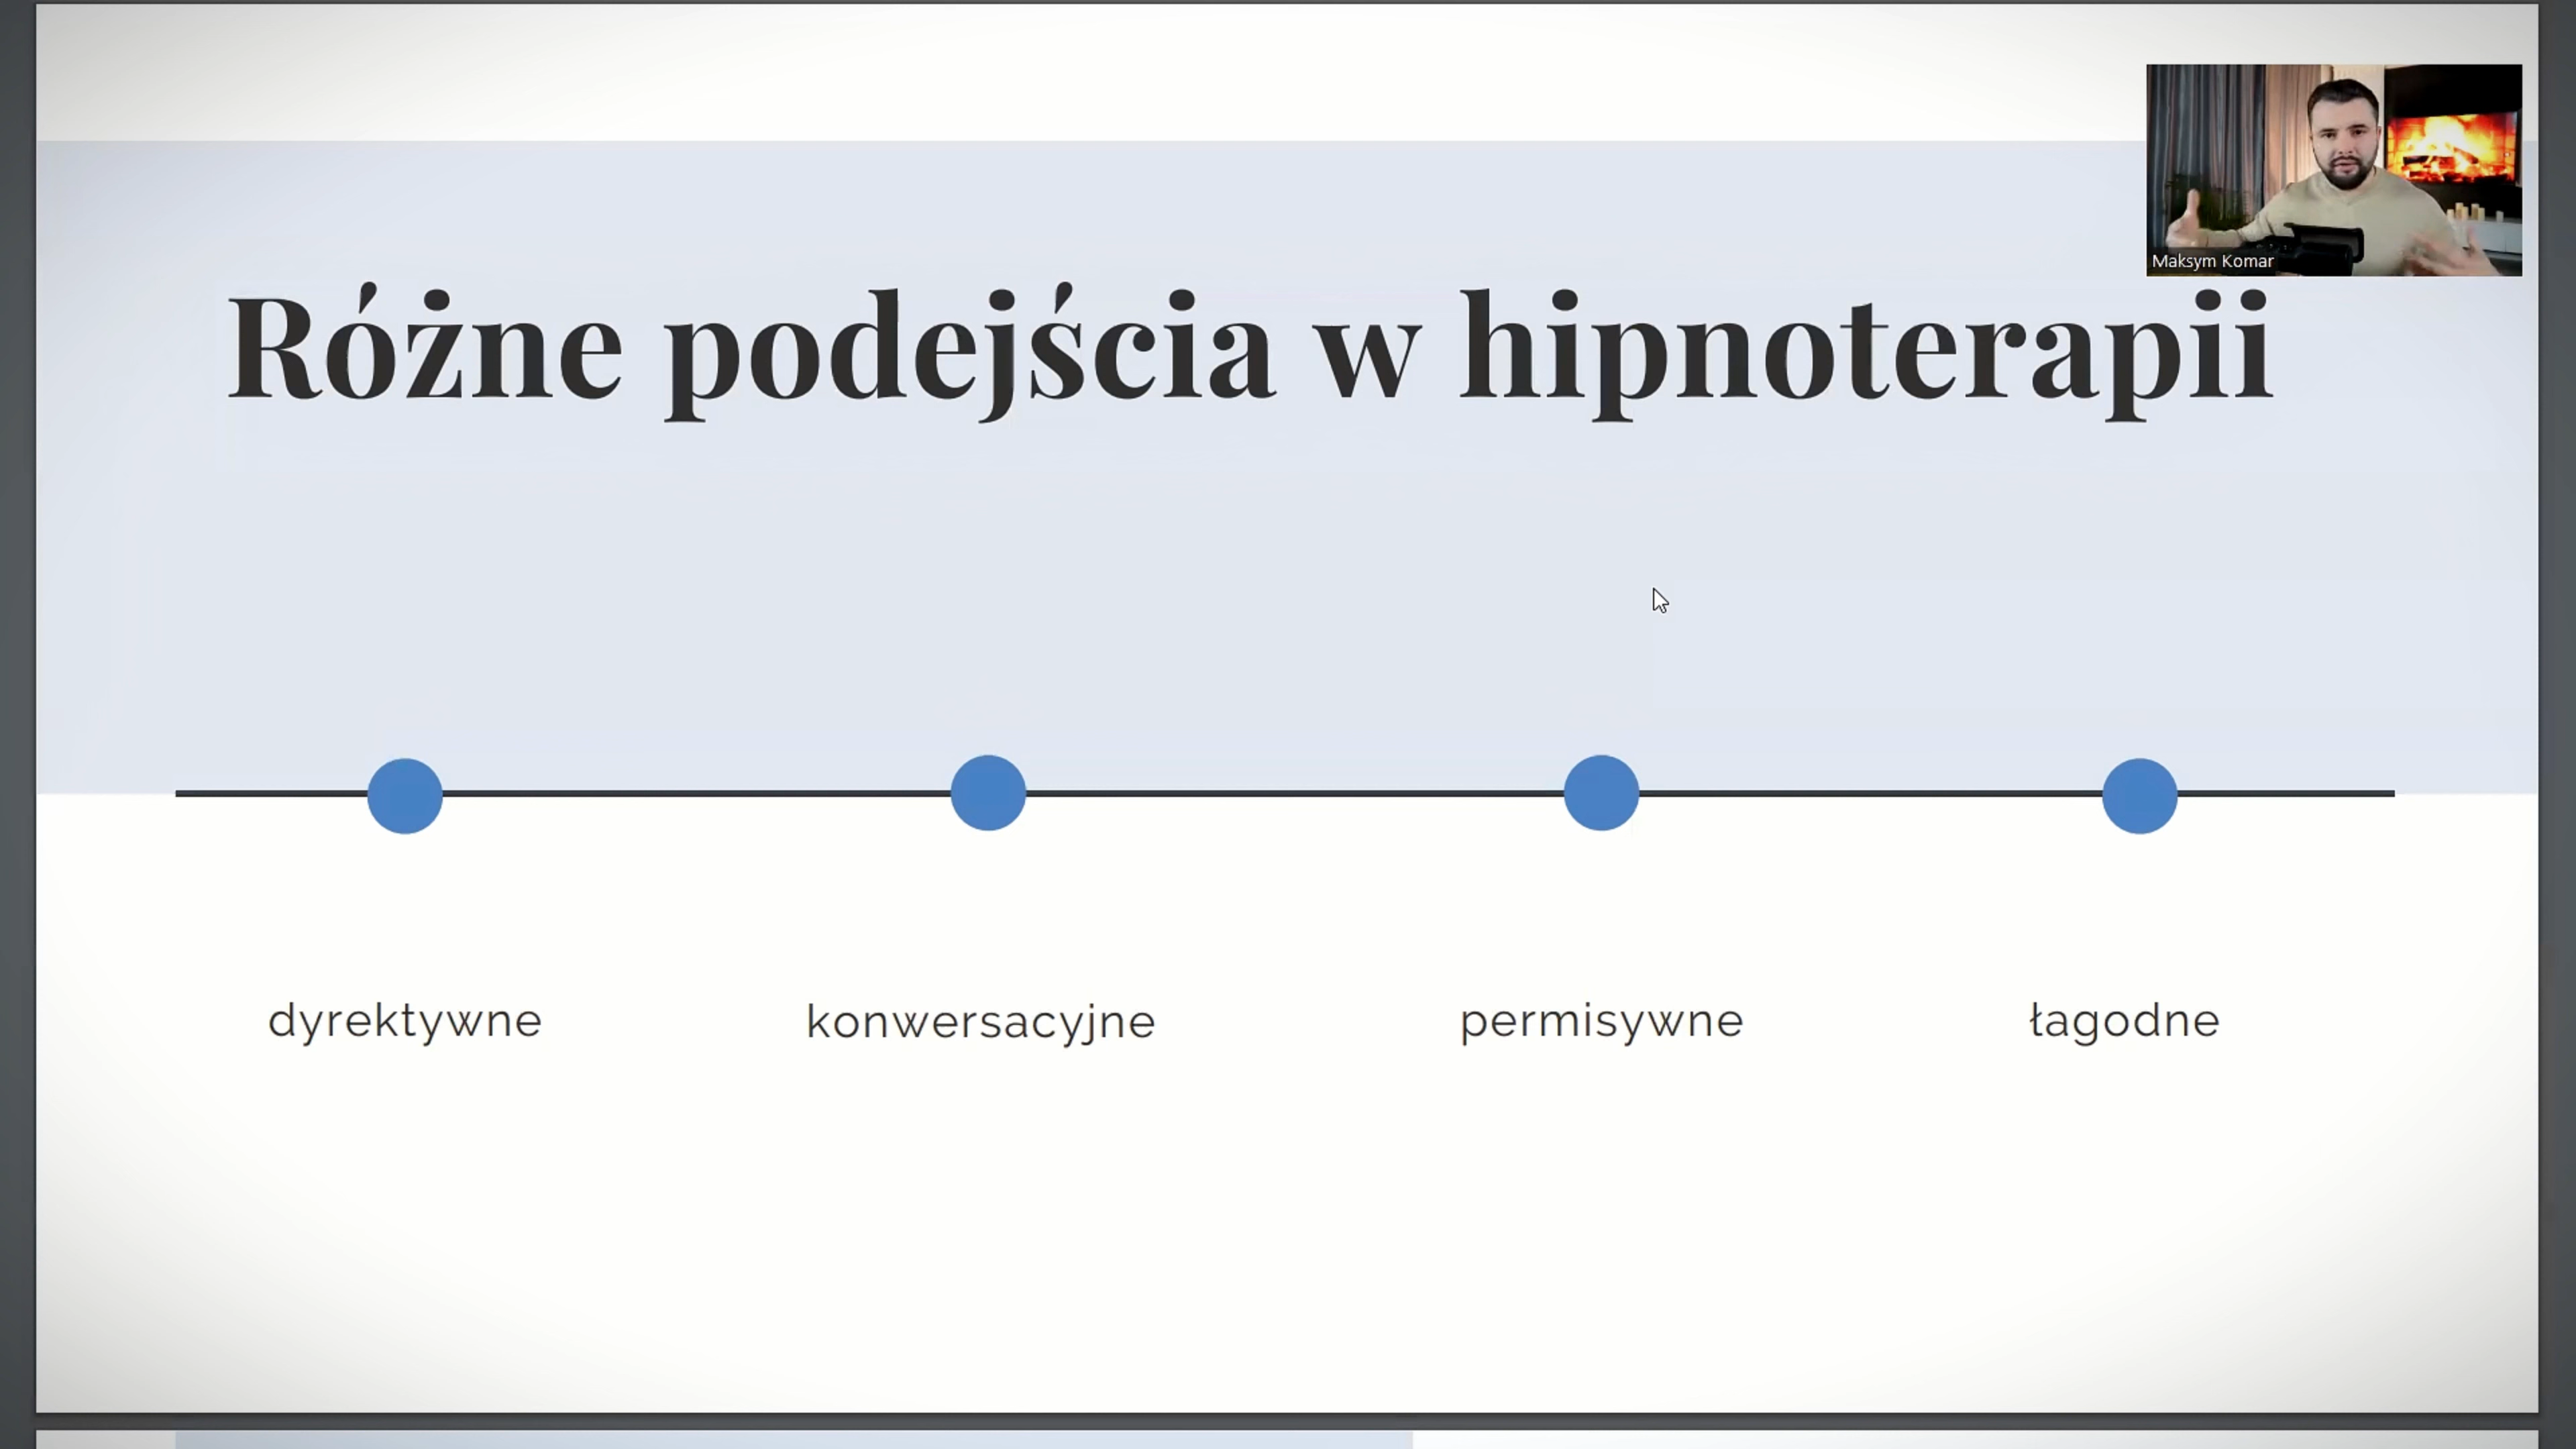 Maksym Komar
Różne podejścia w hipnoterapii
dyrektywne
konwersacyjne
permisywne
łagodne